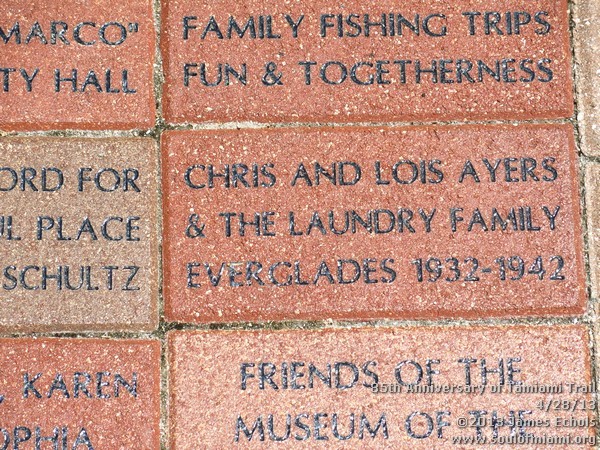 MARCO"
TY HALL
FAMILY FISHING TRIPS
FUN & TOGETHERNESS
ORD FOR
UL PLACE
SCHULTZ
CHRIS AND LOIS AYERS
& THE LAUNDRY FAMILY
EVERGLADES 1932-1942
, KAREN
OPHIA
FRIENDS OF THE
MUSEUM OF THE
85th Anniversary of Tamiami Trail
4/28/13
©2013 James Echols
www.soulofmiami.org